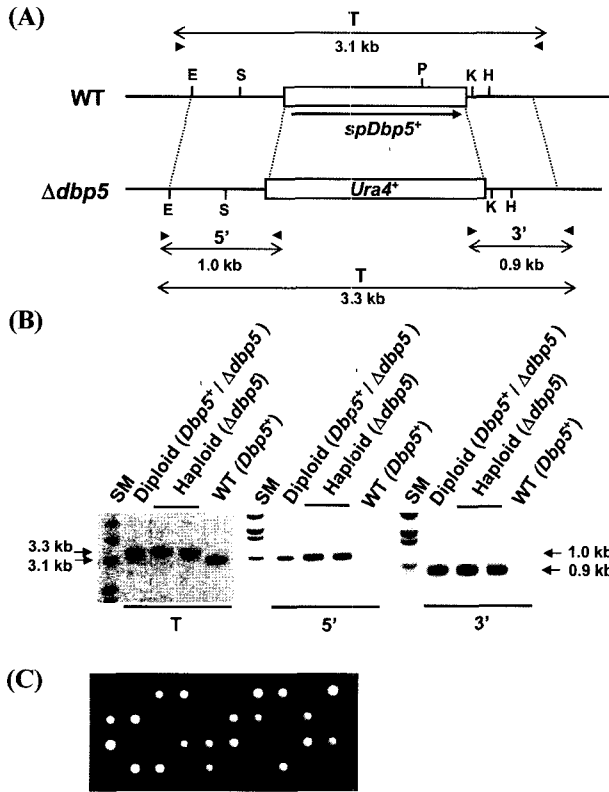 (A)
T
3.1 kb
E S P K H
WT
spDbp5+
Δdbp5
Ura4+
E S K H
5' 3'
1.0 kb 0.9 kb
T
3.3 kb
(B)
SM
Diploid (Dbp5+ / Δdbp5)
Haploid (Δdbp5)
WT (Dbp5+)
SM
Diploid (Dbp5+ / Δdbp5)
Haploid (Δdbp5)
WT (Dbp5+)
SM
Diploid (Dbp5+ / Δdbp5)
Haploid (Δdbp5)
WT (Dbp5+)
3.3 kb
3.1 kb
1.0 kb
0.9 kb
T 5' 3'
(C)